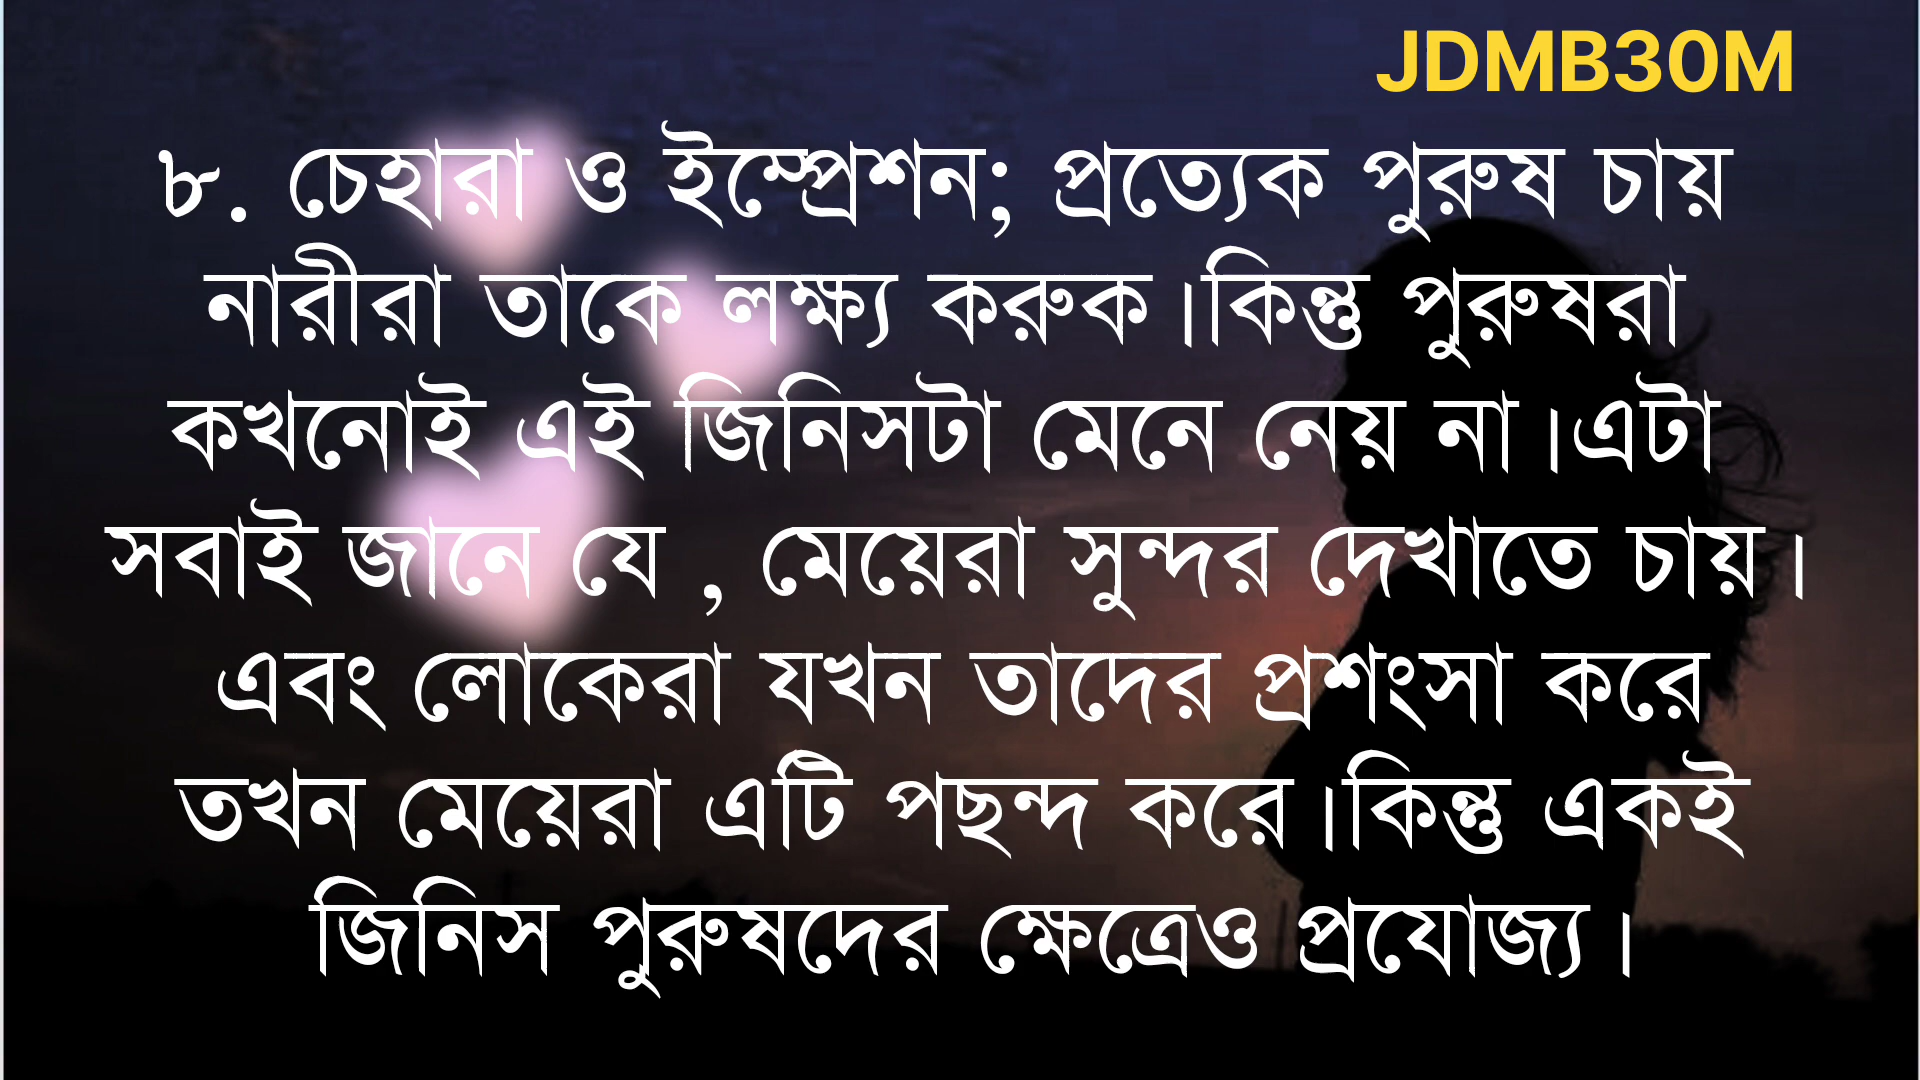 JDMB30M
৮. চেহারা ও ইম্প্রেশন; প্রত্যেক পুরুষ চায়
নারীরা তাকে লক্ষ্য করুক।কিন্তু পুরুষরা
কখনোই এই জিনিসটা মেনে নেয় না।এটা
সবাই জানে যে , মেয়েরা সুন্দর দেখাতে চায়।
এবং লোকেরা যখন তাদের প্রশংসা করে
তখন মেয়েরা এটি পছন্দ করে।কিন্তু একই
জিনিস পুরুষদের ক্ষেত্রেও প্রযোজ্য।